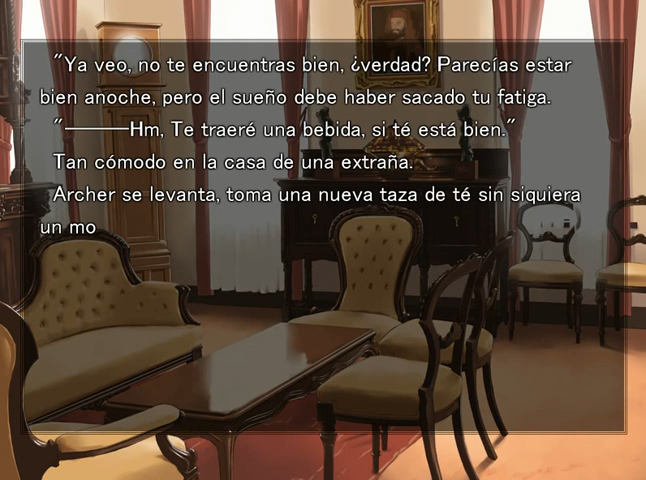 "Ya veo, no te encuentras bien, ¿verdad? Parecías estar
bien anoche, pero el sueño debe haber sacado tu fatiga.
"―――Hm, Te traeré una bebida, si té está bien."
Tan cómodo en la casa de una extraña.
Archer se levanta, toma una nueva taza de té sin siquiera
un mo